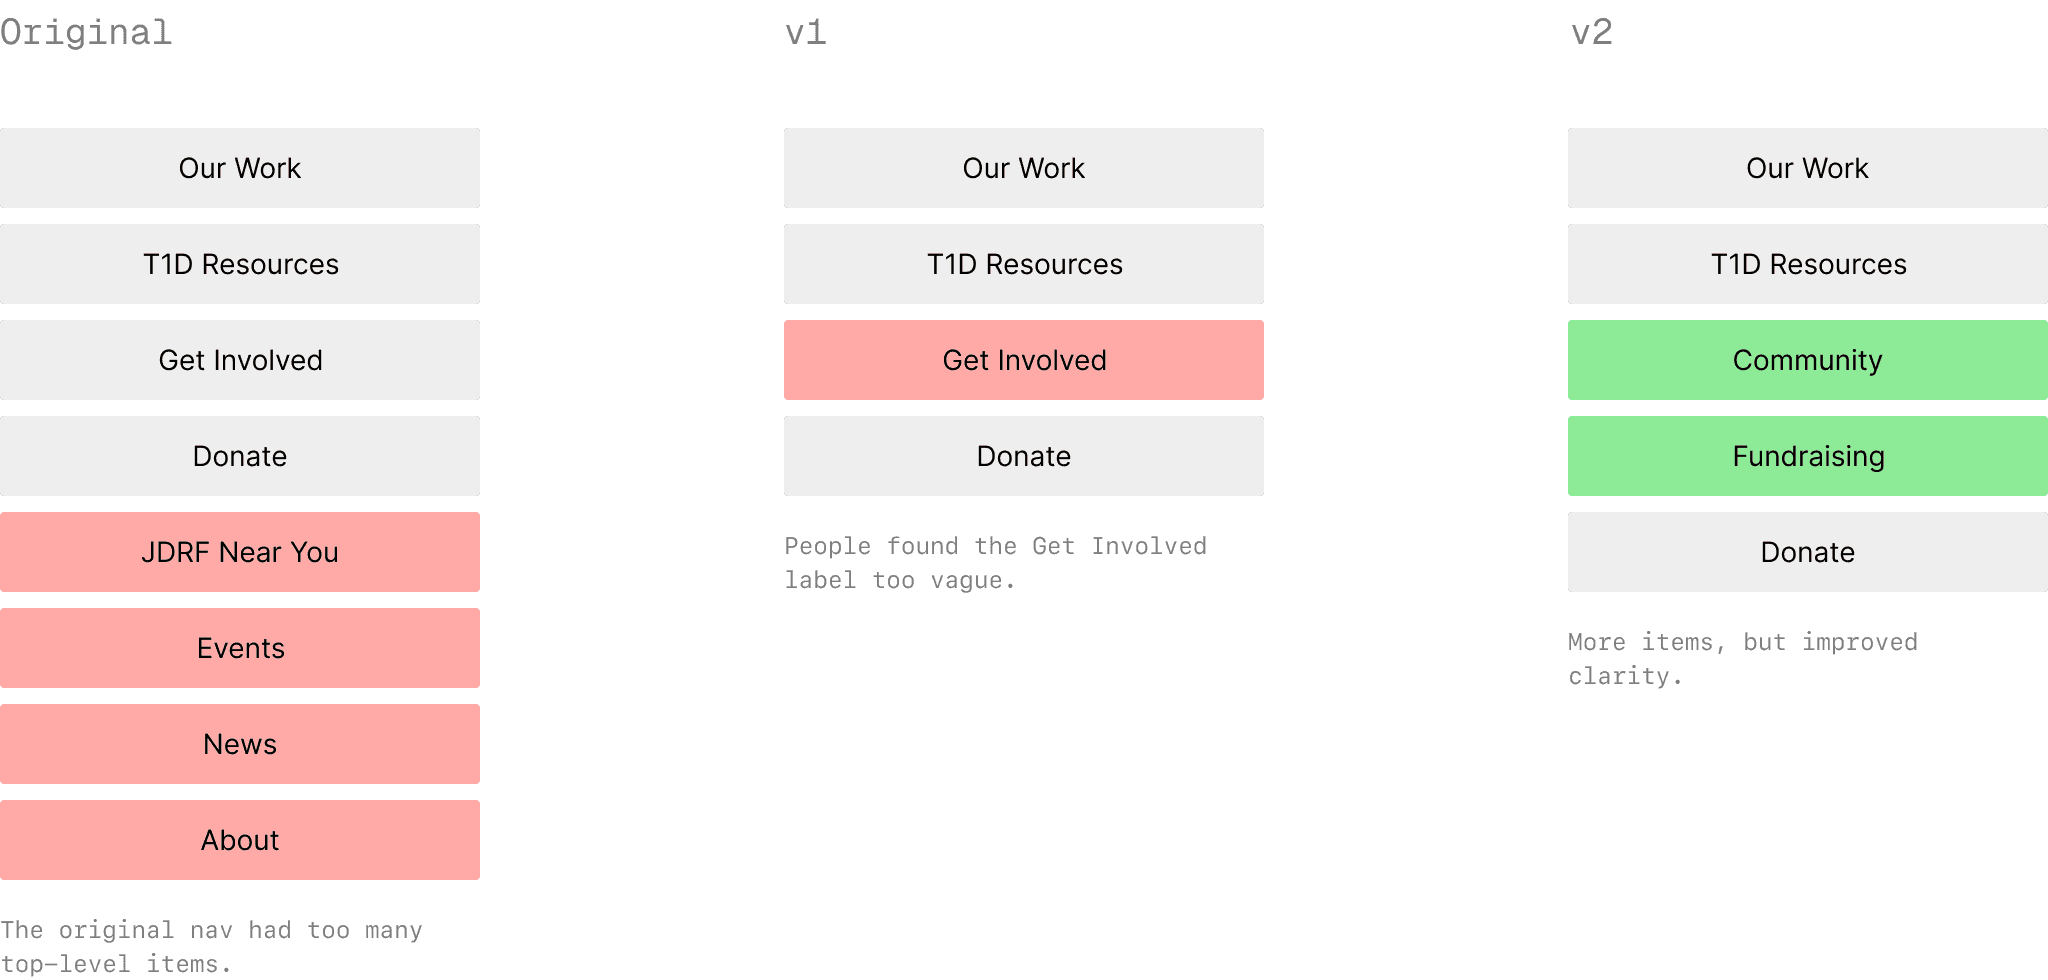 Original
Our Work
T1D Resources
Get Involved
Donate
JDRF Near You
Events
News
About
The original nav had too many
top-level items.
v1
Our Work
T1D Resources
Get Involved
Donate
People found the Get Involved
label too vague.
v2
Our Work
T1D Resources
Community
Fundraising
Donate
More items, but improved
clarity.